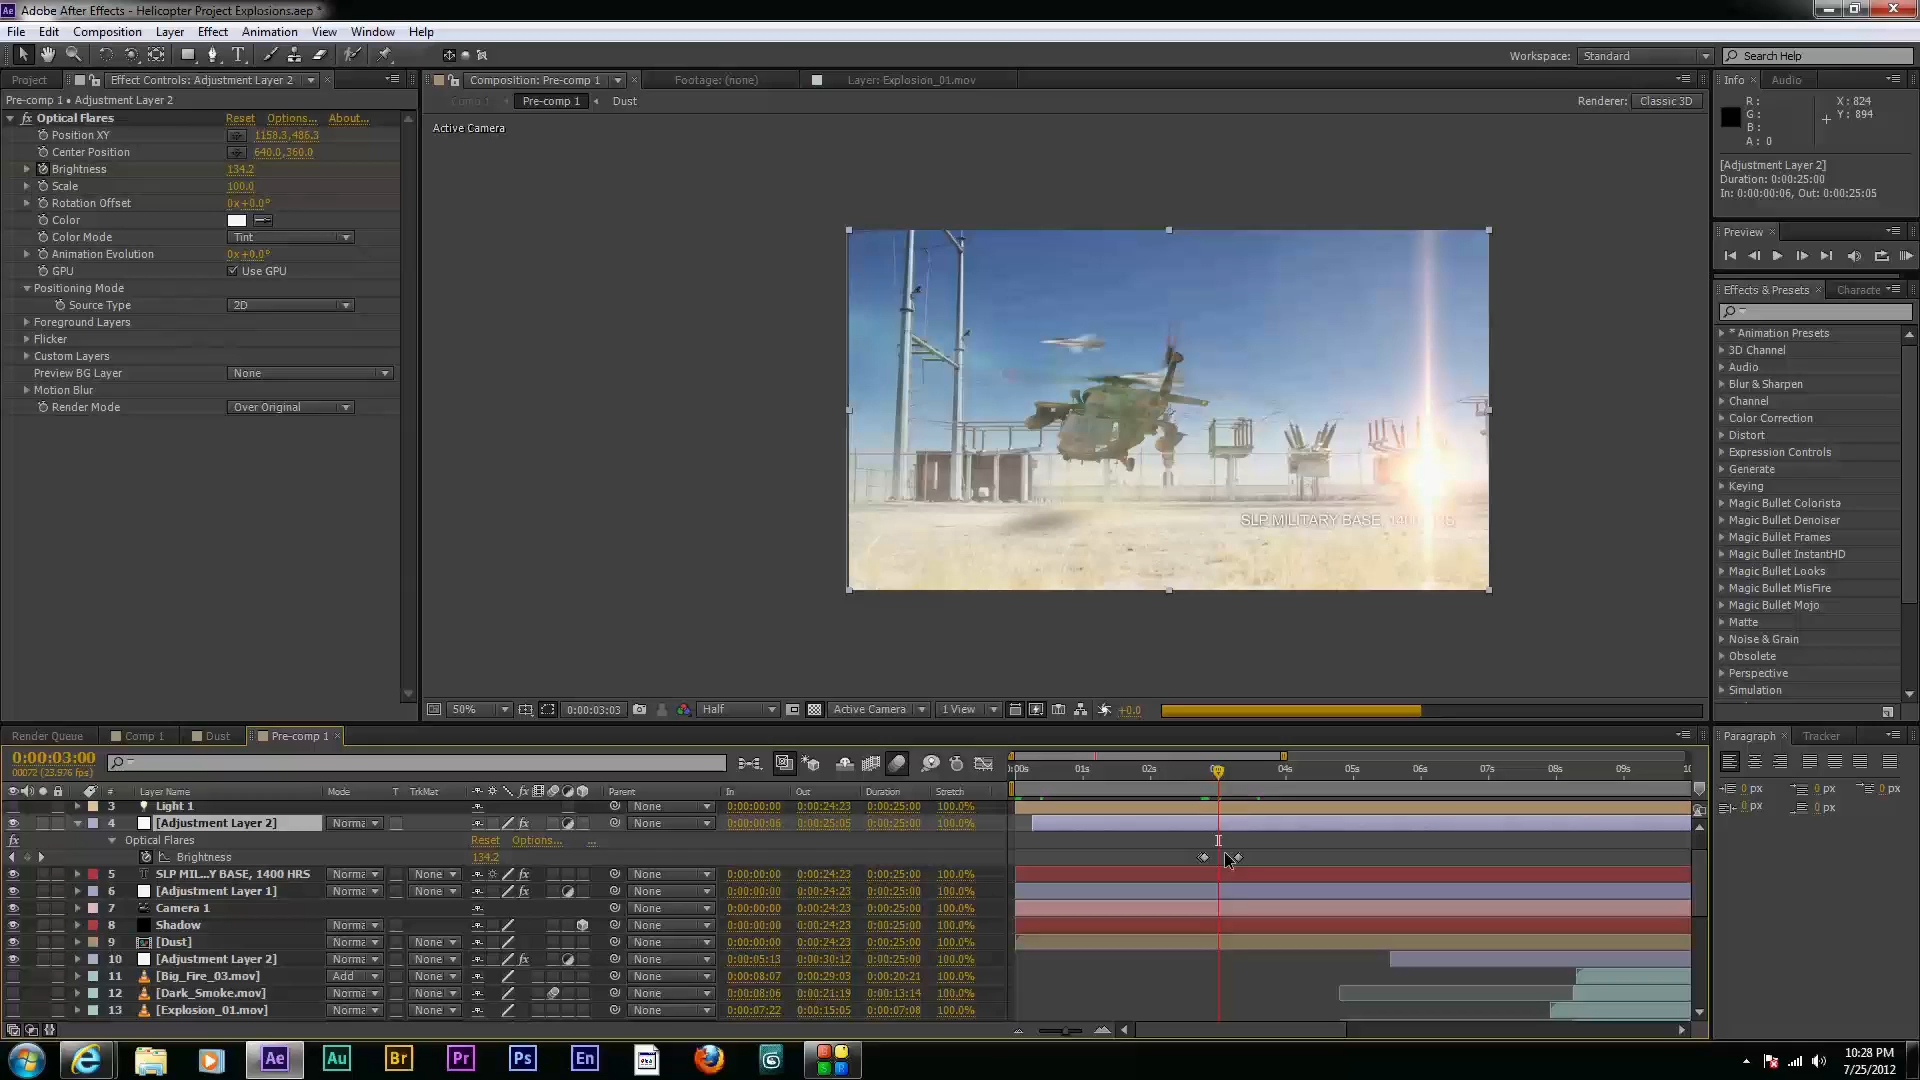 Adobe After Effects - Helicopter Project Explosions.aep *
File Edit Composition Layer Effect Animation View Window Help
Workspace: Standard Search Help
Project Effect Controls: Adjustment Layer 2 Composition: Pre-comp 1 Footage: (none) Layer: Explosion_01.mov Info Audio
Pre-comp 1 • Adjustment Layer 2 Comp 1 Pre-comp 1 Dust Renderer: Classic 3D
Active Camera
R: X: 824
G: Y: 894
B:
A: 0
[Adjustment Layer 2]
Duration: 0:00:25:00
In: 0:00:00:06, Out: 0:00:25:05
fx Optical Flares Reset Options... About...
Position XY 1158.3,486.3
Center Position 640.0,360.0
Brightness 134.2
Scale 100.0
Rotation Offset 0x+0.0°
Color
Color Mode Tint
Animation Evolution 0x+0.0°
GPU Use GPU
Positioning Mode
Source Type 2D
Foreground Layers
Flicker
Custom Layers
Preview BG Layer None
Motion Blur
Render Mode Over Original
SLP MILITARY BASE,
Preview
Effects & Presets Characte
* Animation Presets
3D Channel
Audio
Blur & Sharpen
Channel
Color Correction
Distort
Expression Controls
Generate
Keying
Magic Bullet Colorista
Magic Bullet Denoiser
Magic Bullet Frames
Magic Bullet InstantHD
Magic Bullet Looks
Magic Bullet MisFire
Magic Bullet Mojo
Matte
Noise & Grain
Obsolete
Perspective
Simulation
50% 0:00:03:03 Half Active Camera 1 View +0.0
Render Queue Comp 1 Dust Pre-comp 1 Paragraph Tracker
0:00:03:00
00072 (23.976 fps)
:00s 01s 02s 04s 05s 06s 07s 08s 09s 10
# Layer Name Mode T TrkMat Parent In Out Duration Stretch
3 Light 1 None 0:00:00:00 0:00:24:23 0:00:25:00 100.0%
4 [Adjustment Layer 2] Norma fx None 0:00:00:06 0:00:25:05 0:00:25:00 100.0%
fx Optical Flares Reset Options... ...
Brightness 134.2
5 T SLP MIL...Y BASE, 1400 HRS Norma None fx None 0:00:00:00 0:00:24:23 0:00:25:00 100.0%
6 [Adjustment Layer 1] Norma None fx None 0:00:00:00 0:00:24:23 0:00:25:00 100.0%
7 Camera 1 None 0:00:00:00 0:00:24:23 0:00:25:00 100.0%
8 Shadow Norma None None 0:00:00:00 0:00:24:23 0:00:25:00 100.0%
9 [Dust] Norma None None 0:00:00:00 0:00:24:23 0:00:25:00 100.0%
10 [Adjustment Layer 2] Norma None fx None 0:00:05:13 0:00:30:12 0:00:25:00 100.0%
11 [Big_Fire_03.mov] Add None None 0:00:08:07 0:00:29:03 0:00:20:21 100.0%
12 [Dark_Smoke.mov] Norma None None 0:00:08:06 0:00:21:19 0:00:13:14 100.0%
13 [Explosion_01.mov] Norma None None 0:00:07:22 0:00:15:05 0:00:07:08 100.0%
0 px 0 px 0 px
0 px 0 px
Ae Au Br Pr Ps En
10:28 PM
7/25/2012